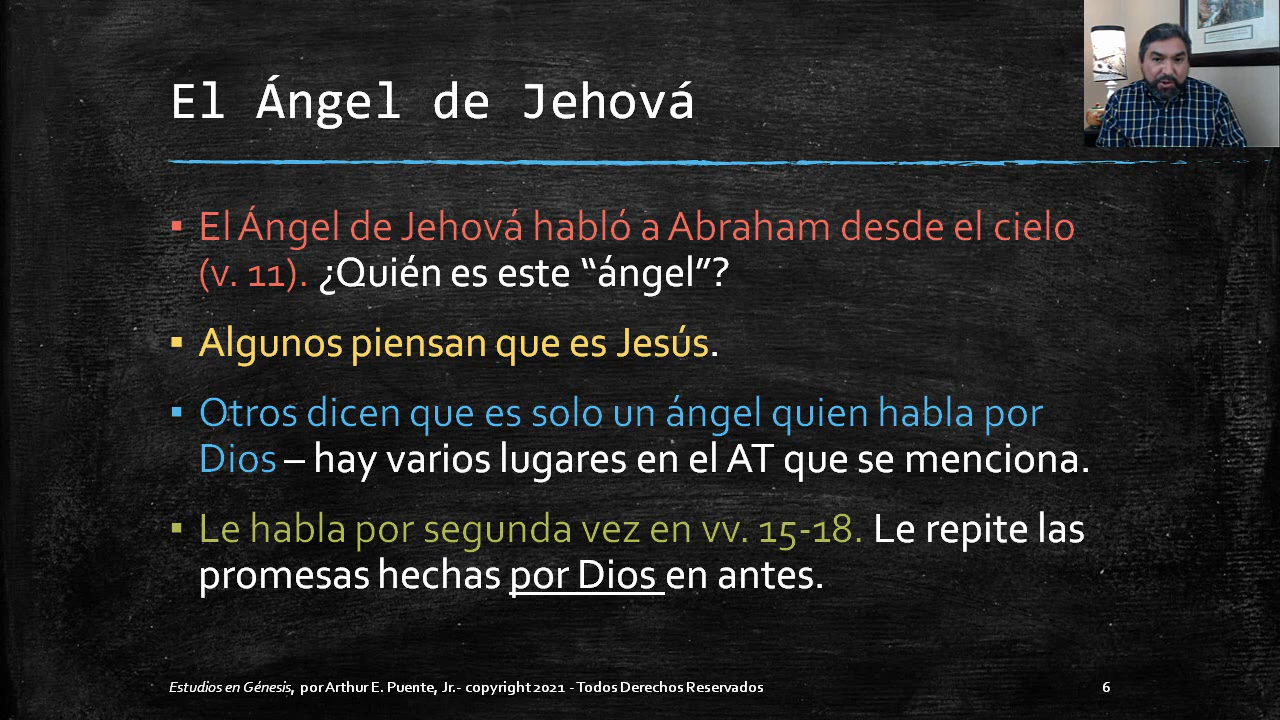 El Ángel de Jehová
▪ El Ángel de Jehová habló a Abraham desde el cielo
(v. 11). ¿Quién es este “ángel”?
▪ Algunos piensan que es Jesús.
▪ Otros dicen que es solo un ángel quien habla por
Dios – hay varios lugares en el AT que se menciona.
▪ Le habla por segunda vez en vv. 15-18. Le repite las
promesas hechas por Dios en antes.
Estudios en Génesis, por Arthur E. Puente, Jr.- copyright 2021 - Todos Derechos Reservados
6